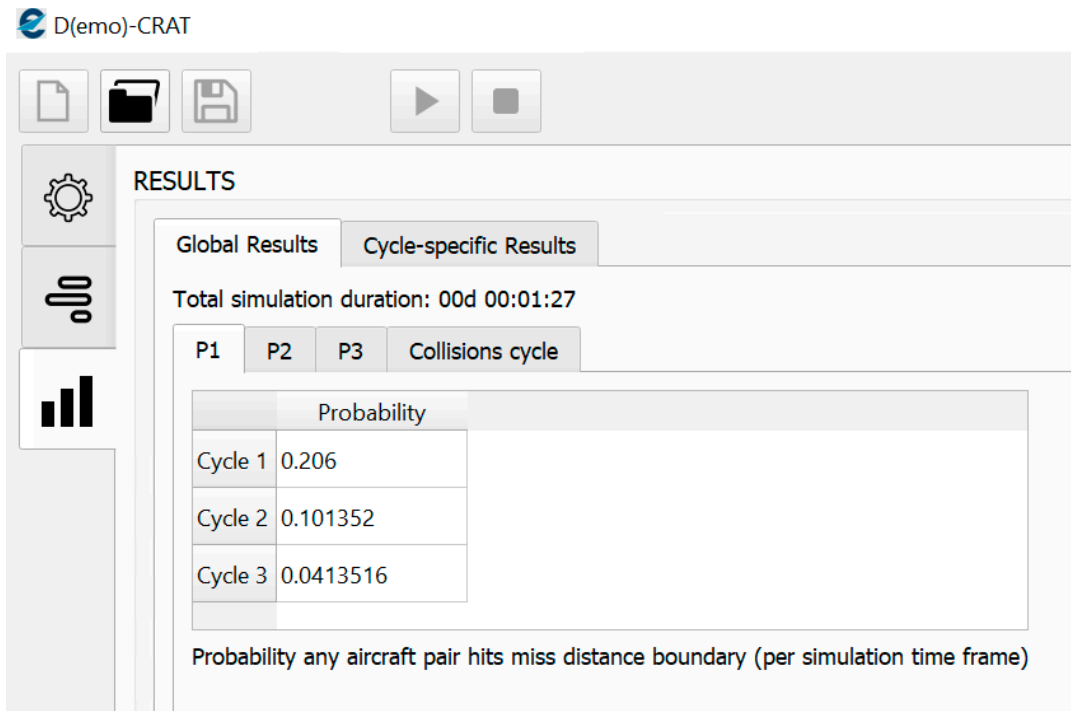 D(emo)-CRAT
RESULTS
Global Results Cycle-specific Results
Total simulation duration: 00d 00:01:27
P1 P2 P3 Collisions cycle
Probability
Cycle 1 0.206
Cycle 2 0.101352
Cycle 3 0.0413516
Probability any aircraft pair hits miss distance boundary (per simulation time frame)